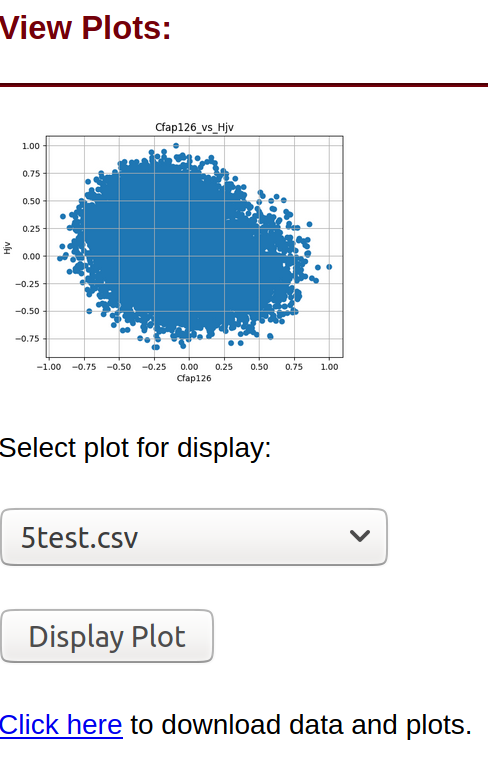 View Plots:
Cfap126_vs_Hjv
1.00
0.75
0.50
0.25
0.00
−0.25
−0.50
−0.75
Hjv
−1.00 −0.75 −0.50 −0.25 0.00 0.25 0.50 0.75 1.00
Cfap126
Select plot for display:
5test.csv
Display Plot
Click here to download data and plots.